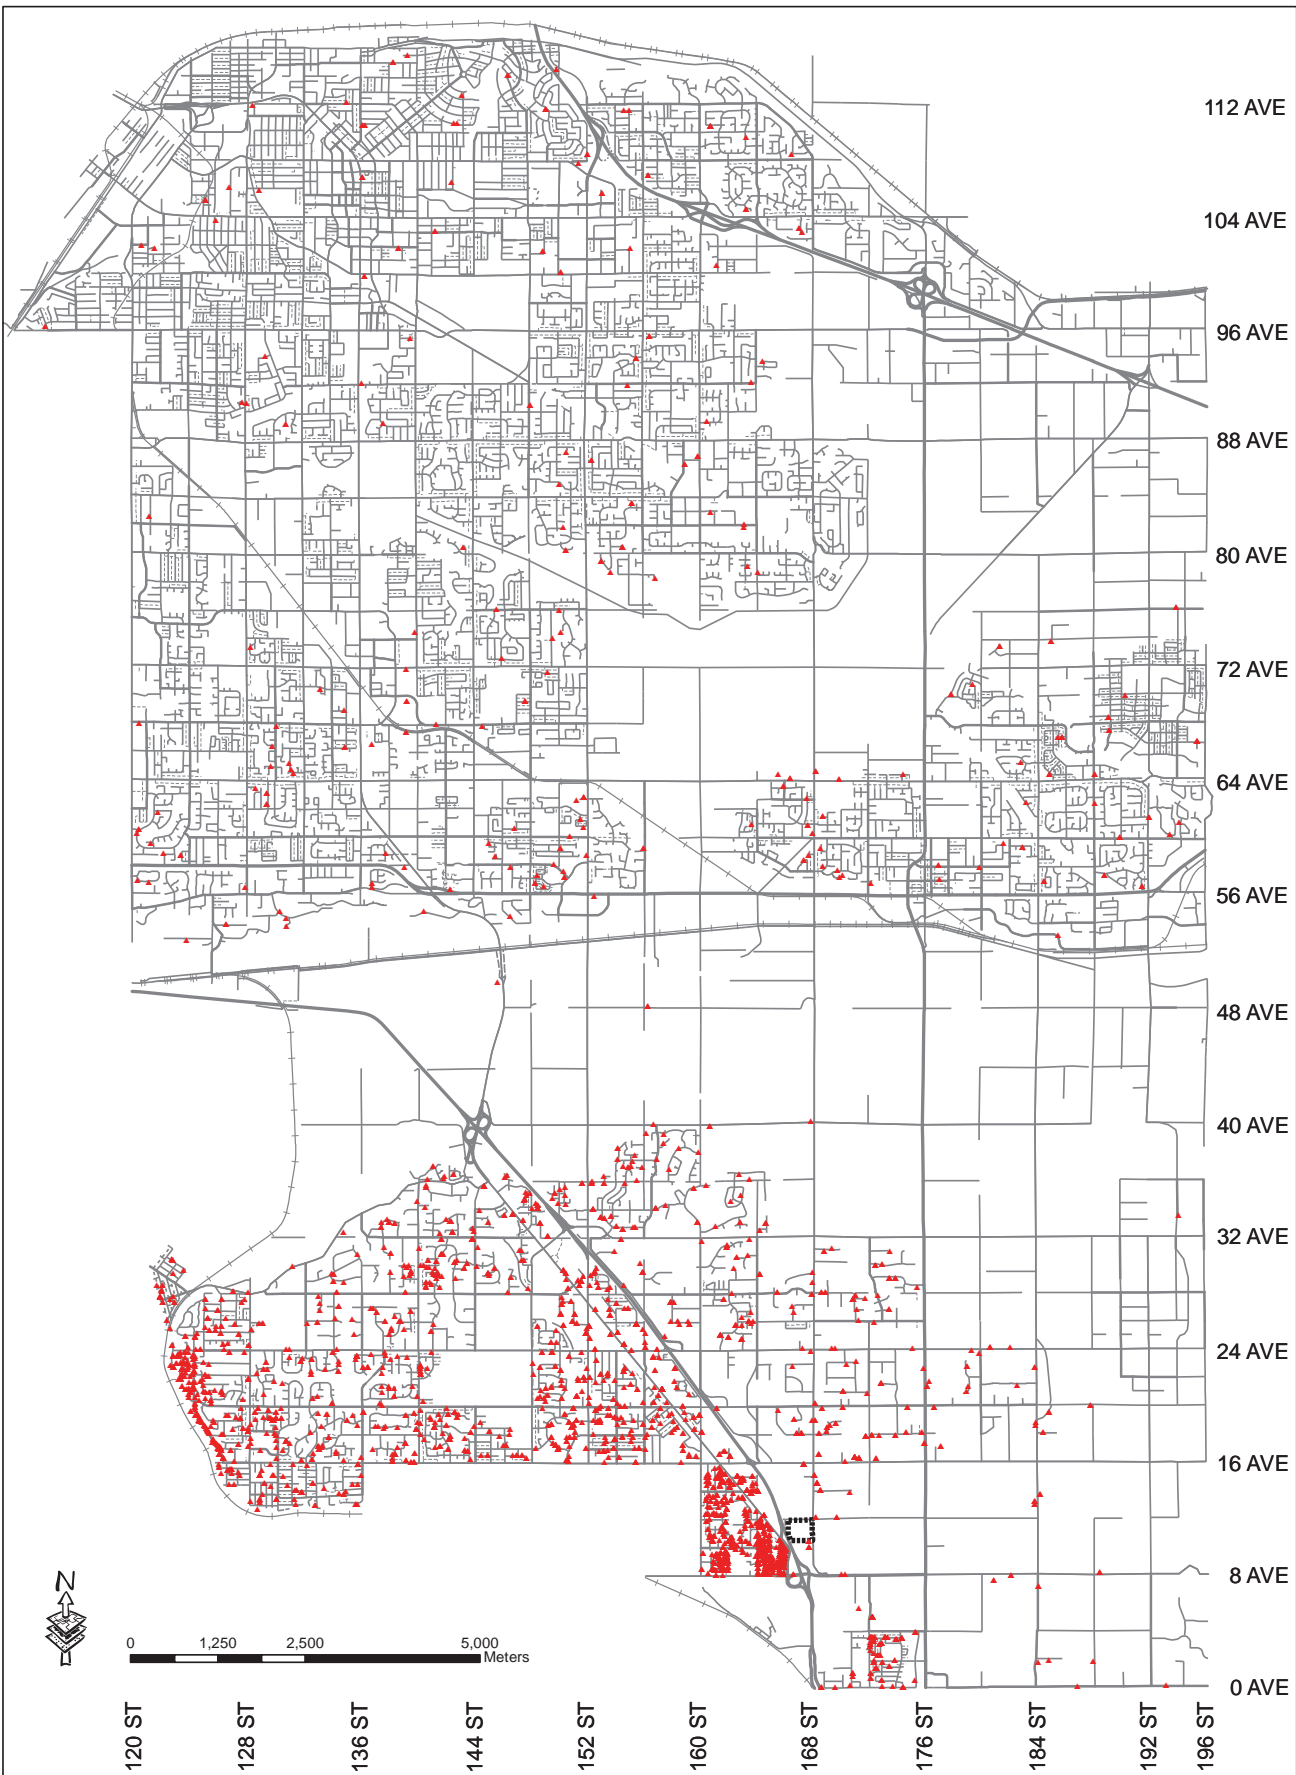 112 AVE
104 AVE
96 AVE
88 AVE
80 AVE
72 AVE
64 AVE
56 AVE
48 AVE
40 AVE
32 AVE
24 AVE
16 AVE
8 AVE
0 AVE
N
0 1,250 2,500 5,000
Meters
120 ST
128 ST
136 ST
144 ST
152 ST
160 ST
168 ST
176 ST
184 ST
192 ST
196 ST